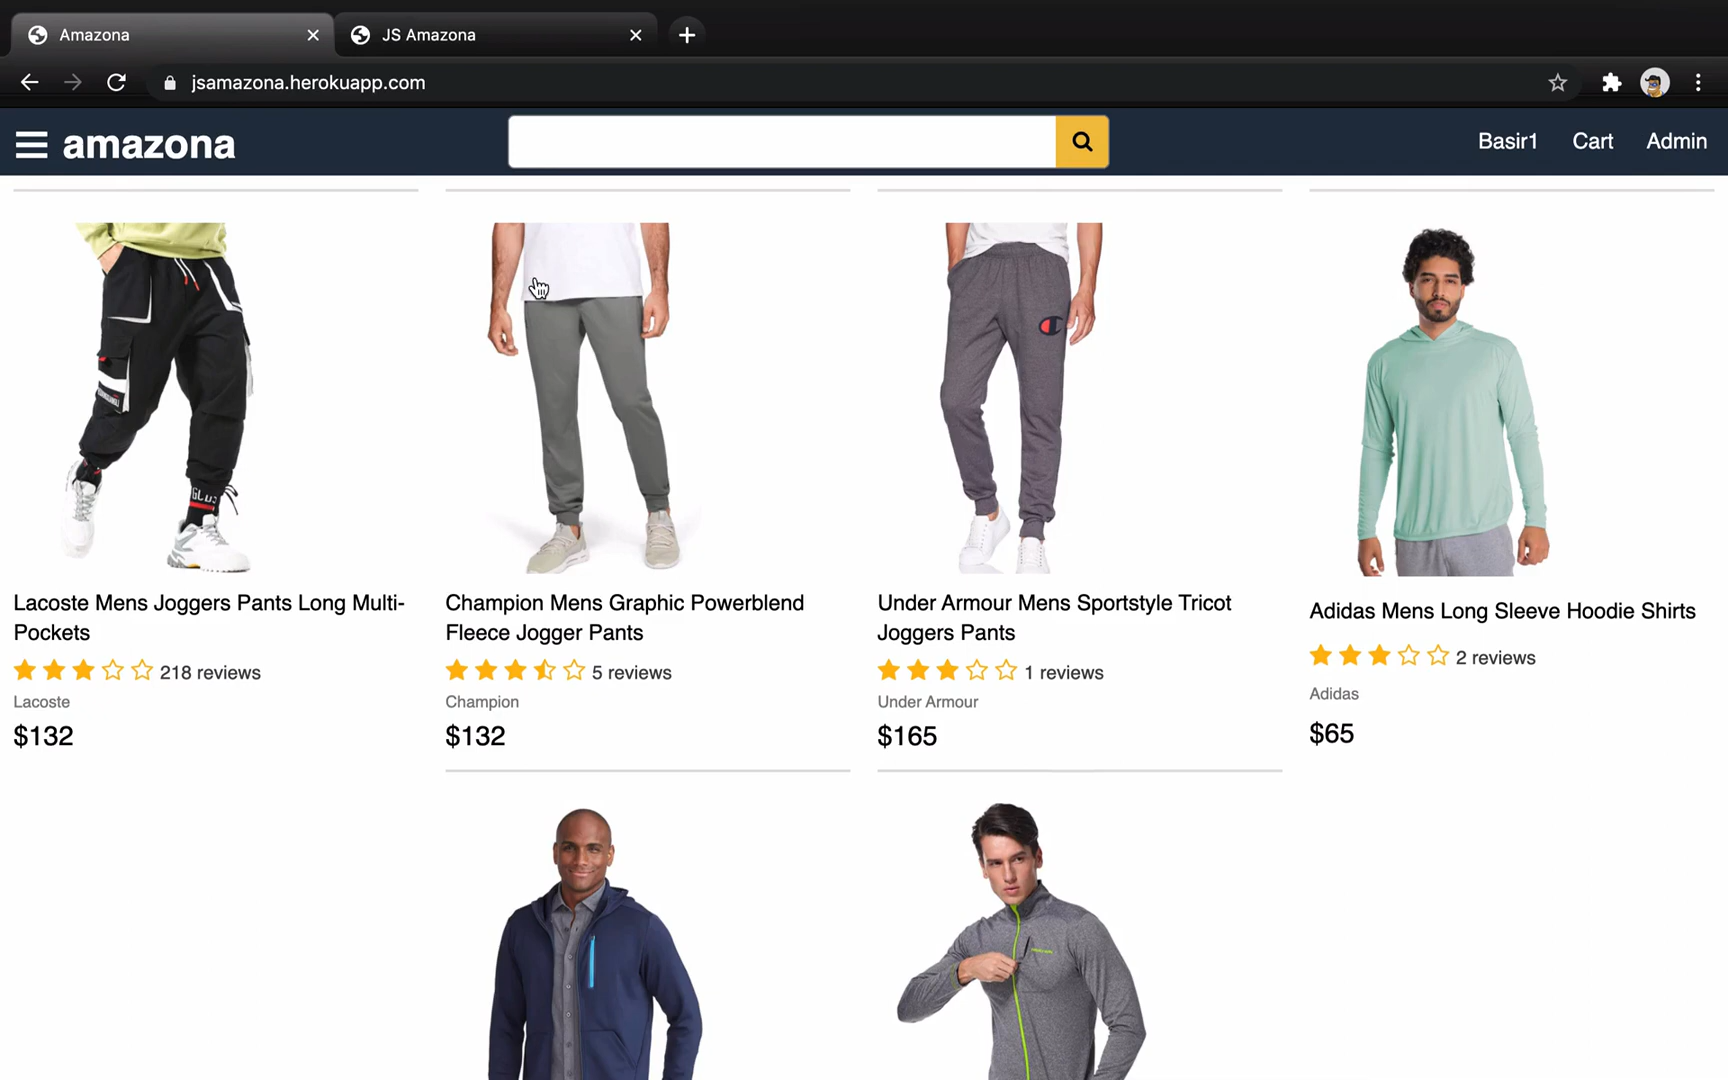 Amazona
JS Amazona
jsamazona.herokuapp.com
amazona
Basir1 Cart Admin
Lacoste Mens Joggers Pants Long Multi-
Pockets
218 reviews
Lacoste
$132
Champion Mens Graphic Powerblend
Fleece Jogger Pants
5 reviews
Champion
$132
Under Armour Mens Sportstyle Tricot
Joggers Pants
1 reviews
Under Armour
$165
Adidas Mens Long Sleeve Hoodie Shirts
2 reviews
Adidas
$65